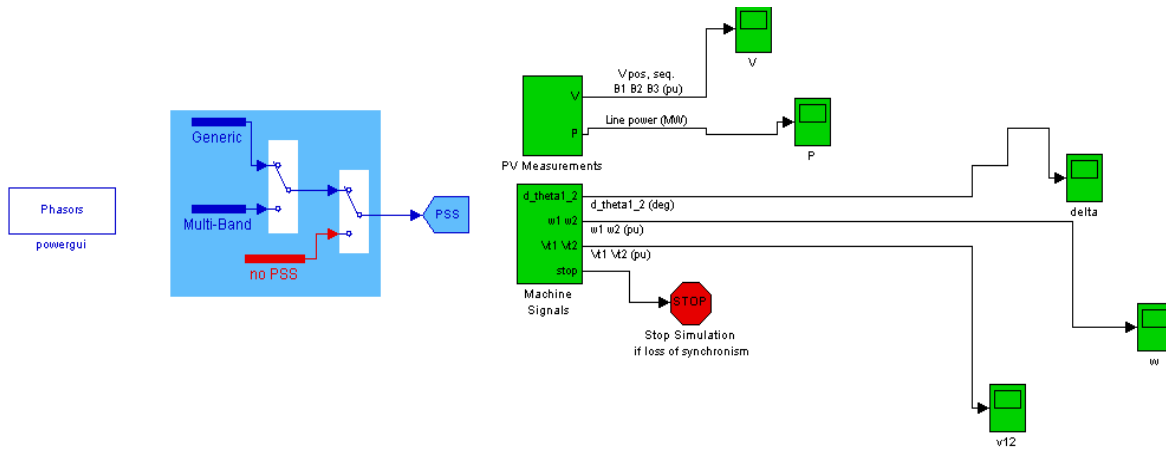 Phasors
powergui
Generic
Multi-Band
no PSS
PSS
V pos, seq.
B1 B2 B3 (pu)
V
V
Line power (MW)
P
P
PV Measurements
d_theta1_2
d_theta1_2 (deg)
delta
w1 w2
w1 w2 (pu)
w
Vt1 Vt2
Vt1 Vt2 (pu)
v12
stop
Machine
Signals
STOP
Stop Simulation
if loss of synchronism